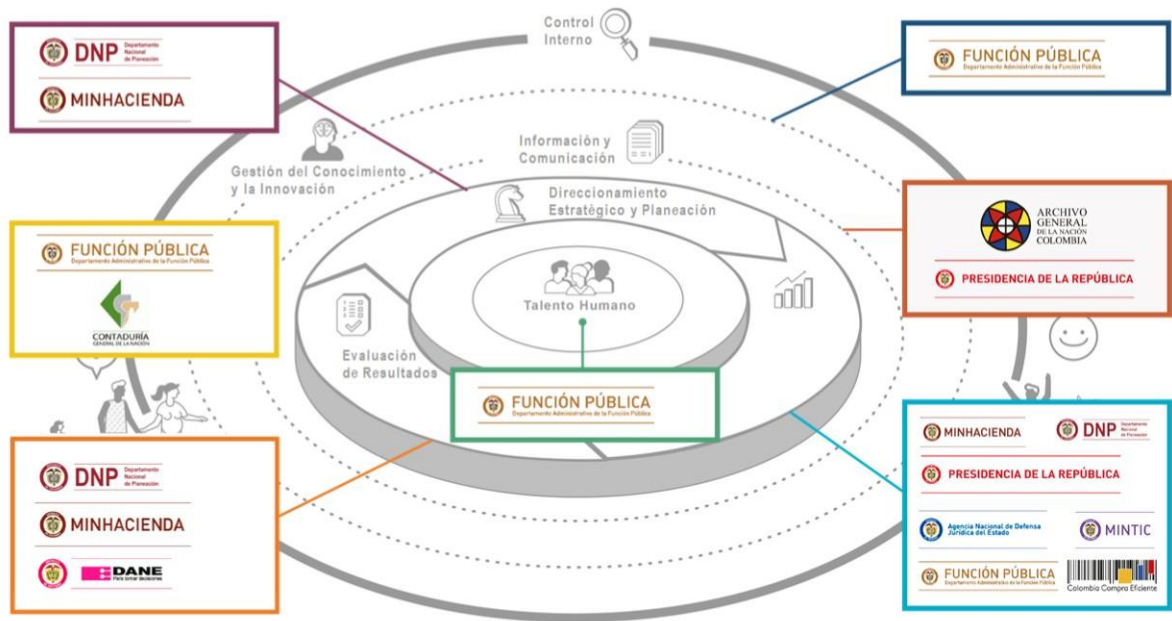 Control
Interno
DNP
Departamento
Nacional
de Planeación
MINHACIENDA
FUNCIÓN PÚBLICA
Departamento Administrativo de la Función Pública
Información y
Comunicación
Gestión del Conocimiento
y la Innovación
Direccionamiento
Estratégico y Planeación
ARCHIVO
GENERAL
DE LA NACIÓN
COLOMBIA
PRESIDENCIA DE LA REPÚBLICA
FUNCIÓN PÚBLICA
Departamento Administrativo de la Función Pública
CONTADURÍA
GENERAL DE LA NACIÓN
Talento Humano
Evaluación
de Resultados
FUNCIÓN PÚBLICA
Departamento Administrativo de la Función Pública
DNP
Departamento
Nacional
de Planeación
MINHACIENDA
DANE
Para tomar decisiones
MINHACIENDA
DNP
Departamento
Nacional
de Planeación
PRESIDENCIA DE LA REPÚBLICA
Agencia Nacional de Defensa
Jurídica del Estado
MINTIC
FUNCIÓN PÚBLICA
Departamento Administrativo de la Función Pública
Colombia Compra Eficiente